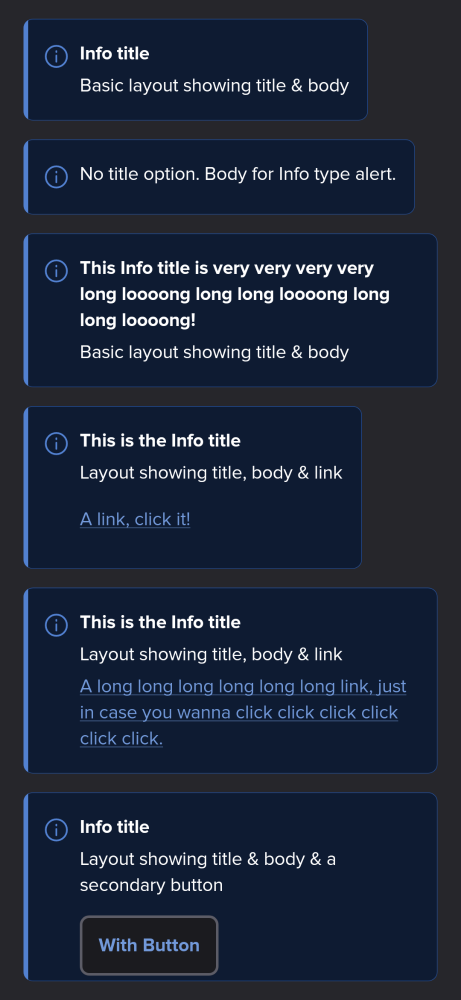 Info title
Basic layout showing title & body
No title option. Body for Info type alert.
This Info title is very very very very
long loooong long long loooong long
long loooong!
Basic layout showing title & body
This is the Info title
Layout showing title, body & link
A link, click it!
This is the Info title
Layout showing title, body & link
A long long long long long long link, just
in case you wanna click click click click
click click.
Info title
Layout showing title & body & a
secondary button
With Button